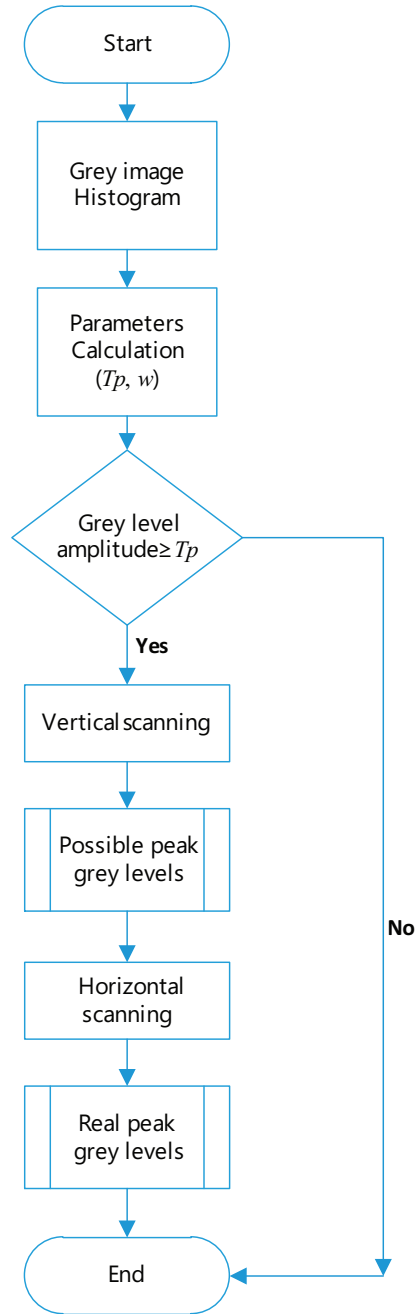 Start
Grey image
Histogram
Parameters
Calculation
(Tp, w)
Grey level
amplitude≥ Tp
Yes
Vertical scanning
Possible peak
grey levels
No
Horizontal
scanning
Real peak
grey levels
End